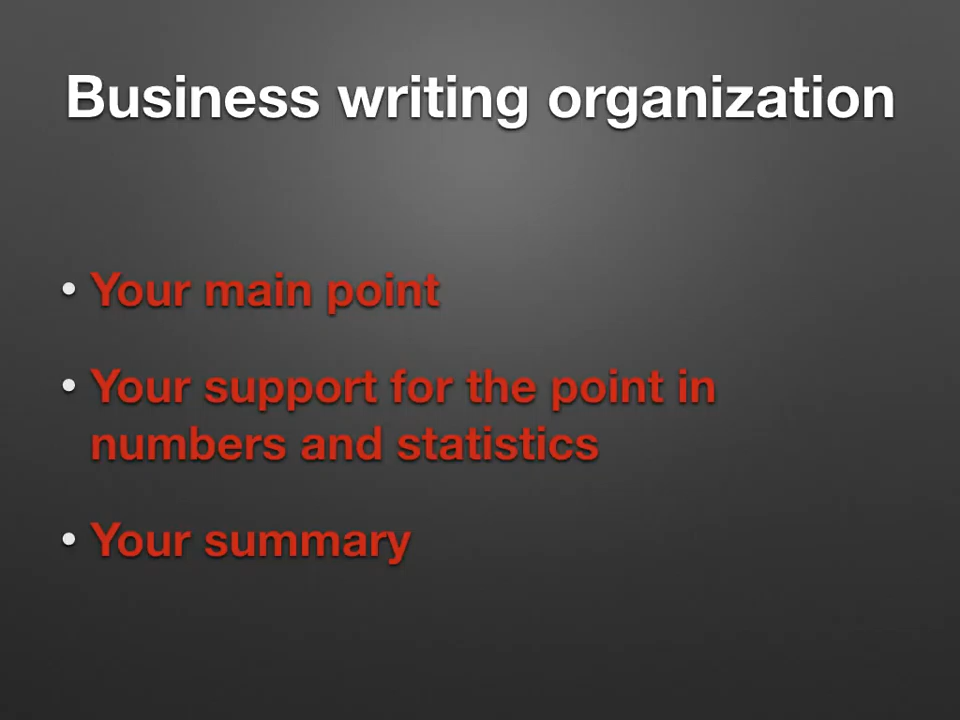 Business writing organization
• Your main point
• Your support for the point in
numbers and statistics
• Your summary